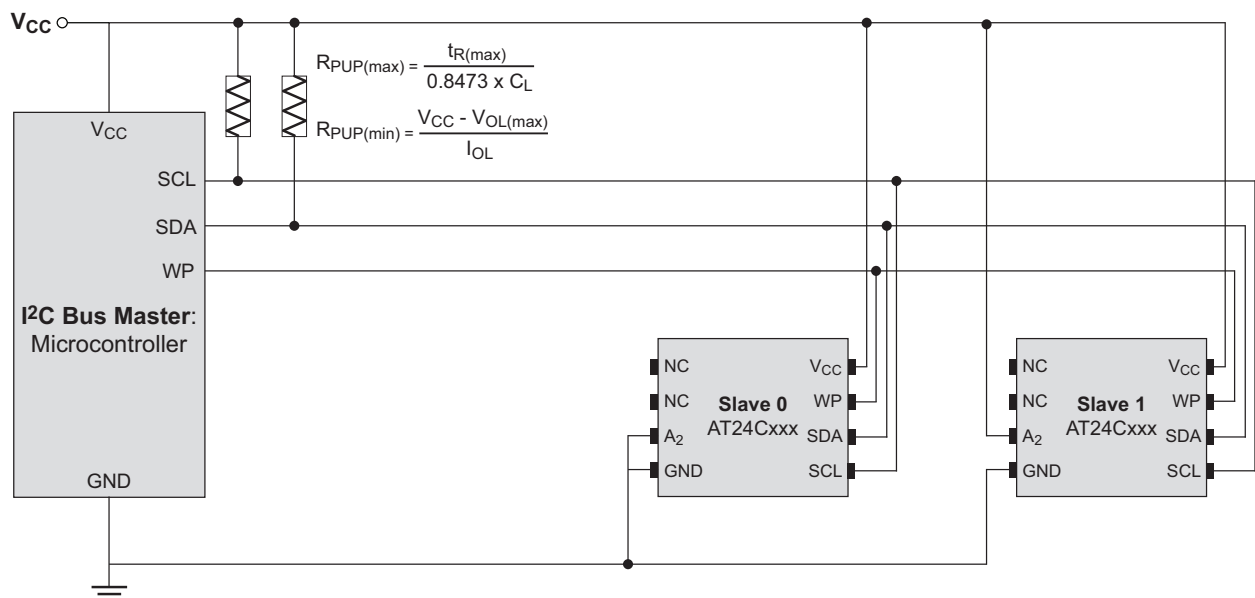 VCC
RPUP(max) = tR(max)
0.8473 x CL
RPUP(min) = VCC - VOL(max)
IOL
VCC
SCL
SDA
WP
I2C Bus Master:
Microcontroller
GND
NC
NC
A2
GND
Slave 0
AT24Cxxx
VCC
WP
SDA
SCL
NC
NC
A2
GND
Slave 1
AT24Cxxx
VCC
WP
SDA
SCL